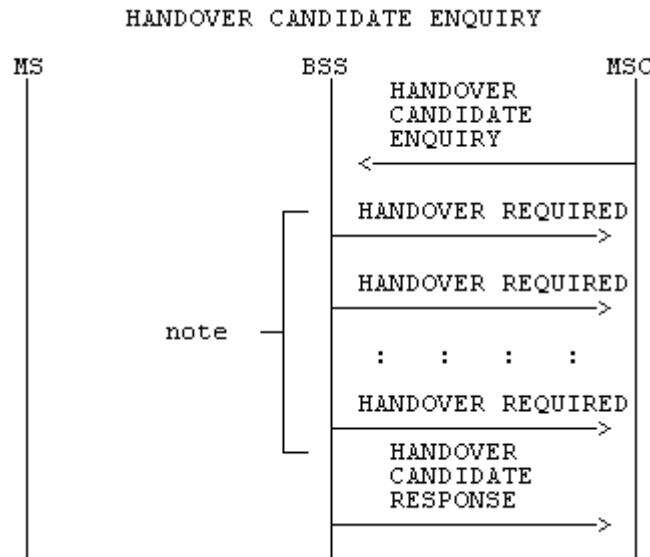 HANDOVER CANDIDATE ENQUIRY
MS BSS MSC
HANDOVER
CANDIDATE
ENQUIRY
HANDOVER REQUIRED
HANDOVER REQUIRED
note
: : : :
HANDOVER REQUIRED
HANDOVER
CANDIDATE
RESPONSE